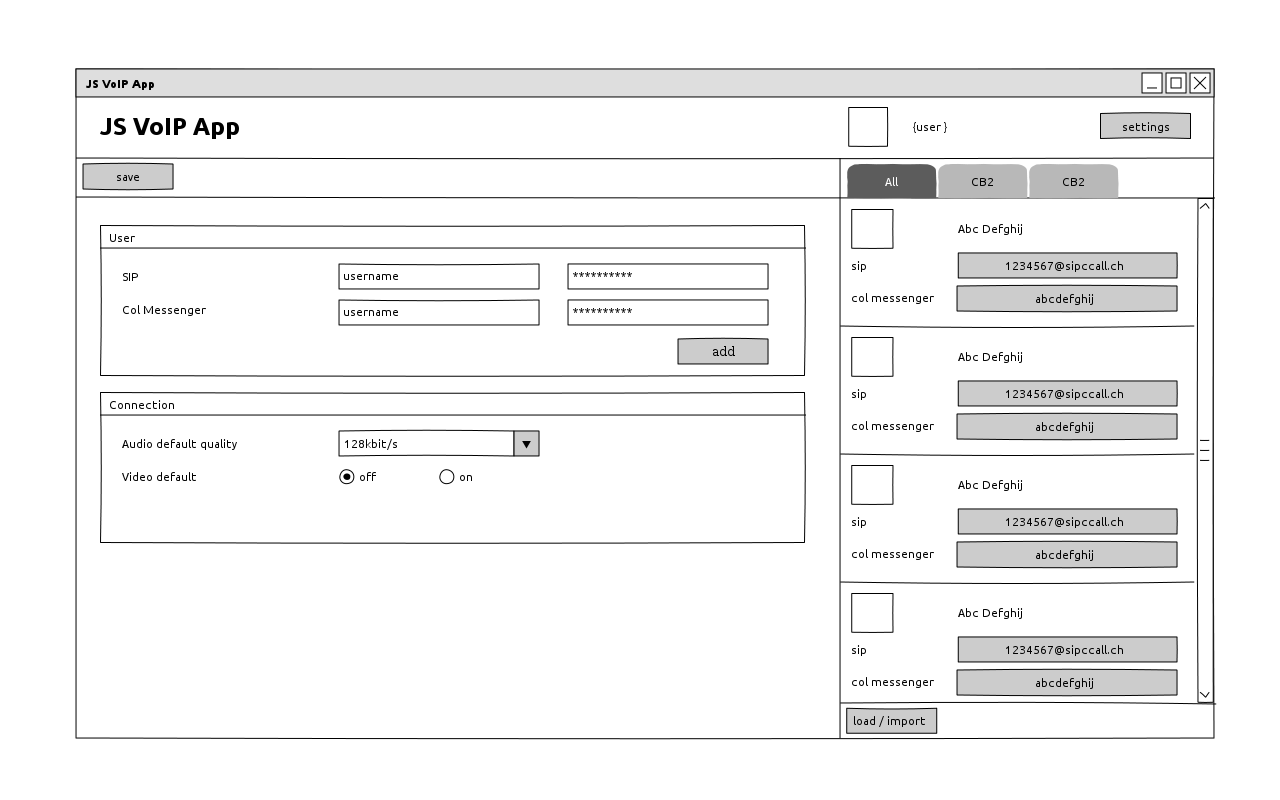 JS VoIP App
JS VoIP App
{user }
settings
save
All
CB2
CB2
User
SIP
username
**********
Col Messenger
username
**********
add
Connection
Audio default quality
128kbit/s
Video default
off
on
Abc Defghij
sip
1234567@sipccall.ch
col messenger
abcdefghij
Abc Defghij
sip
1234567@sipccall.ch
col messenger
abcdefghij
Abc Defghij
sip
1234567@sipccall.ch
col messenger
abcdefghij
Abc Defghij
sip
1234567@sipccall.ch
col messenger
abcdefghij
load / import